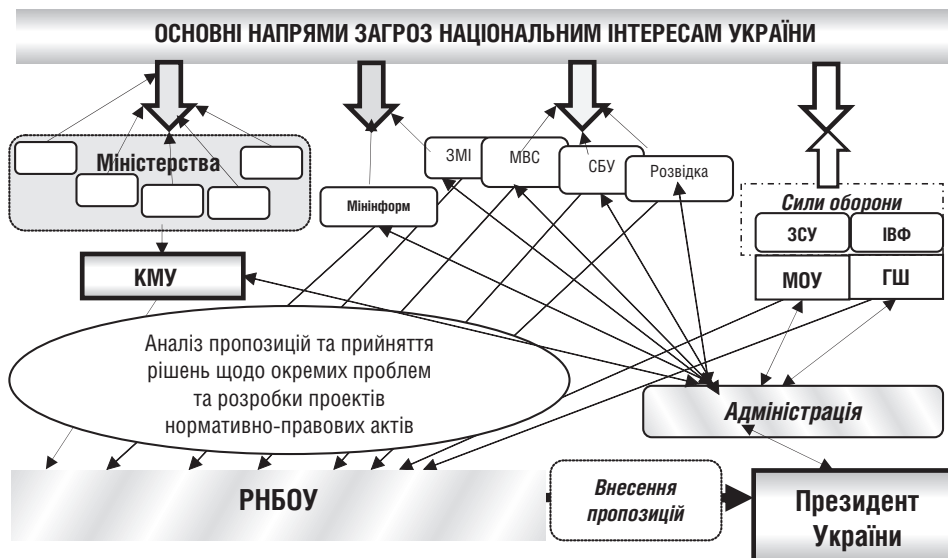 ОСНОВНІ НАПРЯМИ ЗАГРОЗ НАЦІОНАЛЬНИМ ІНТЕРЕСАМ УКРАЇНИ
Міністерства
ЗМІ
МВС
СБУ
Розвідка
Мінінформ
Сили оборони
ЗСУ
ІВФ
КМУ
МОУ
ГШ
Аналіз пропозицій та прийняття
рішень щодо окремих проблем
та розробки проектів
нормативно-правових актів
Адміністрація
РНБОУ
Внесення
пропозицій
Президент
України